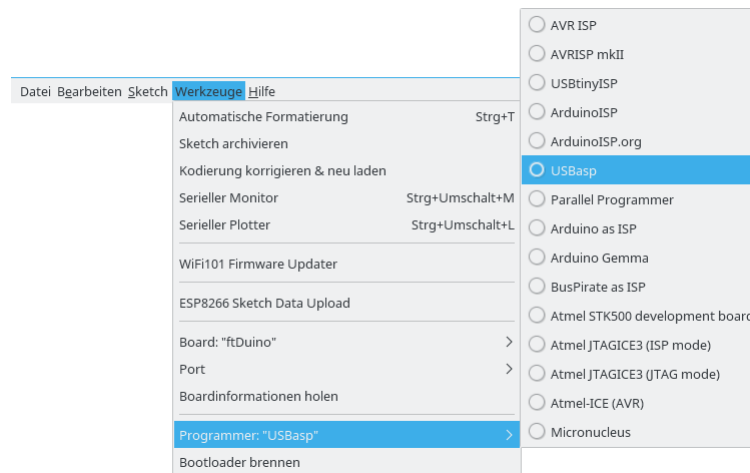 Datei Bearbeiten Sketch Werkzeuge Hilfe
Automatische Formatierung Strg+T
Sketch archivieren
Kodierung korrigieren & neu laden
Serieller Monitor Strg+Umschalt+M
Serieller Plotter Strg+Umschalt+L
WiFi101 Firmware Updater
ESP8266 Sketch Data Upload
Board: "ftDuino"
Port
Boardinformationen holen
Programmer: "USBasp"
Bootloader brennen
AVR ISP
AVRISP mkII
USBtinyISP
ArduinoISP
ArduinoISP.org
USBasp
Parallel Programmer
Arduino as ISP
Arduino Gemma
BusPirate as ISP
Atmel STK500 development board
Atmel JTAGICE3 (ISP mode)
Atmel JTAGICE3 (JTAG mode)
Atmel-ICE (AVR)
Micronucleus